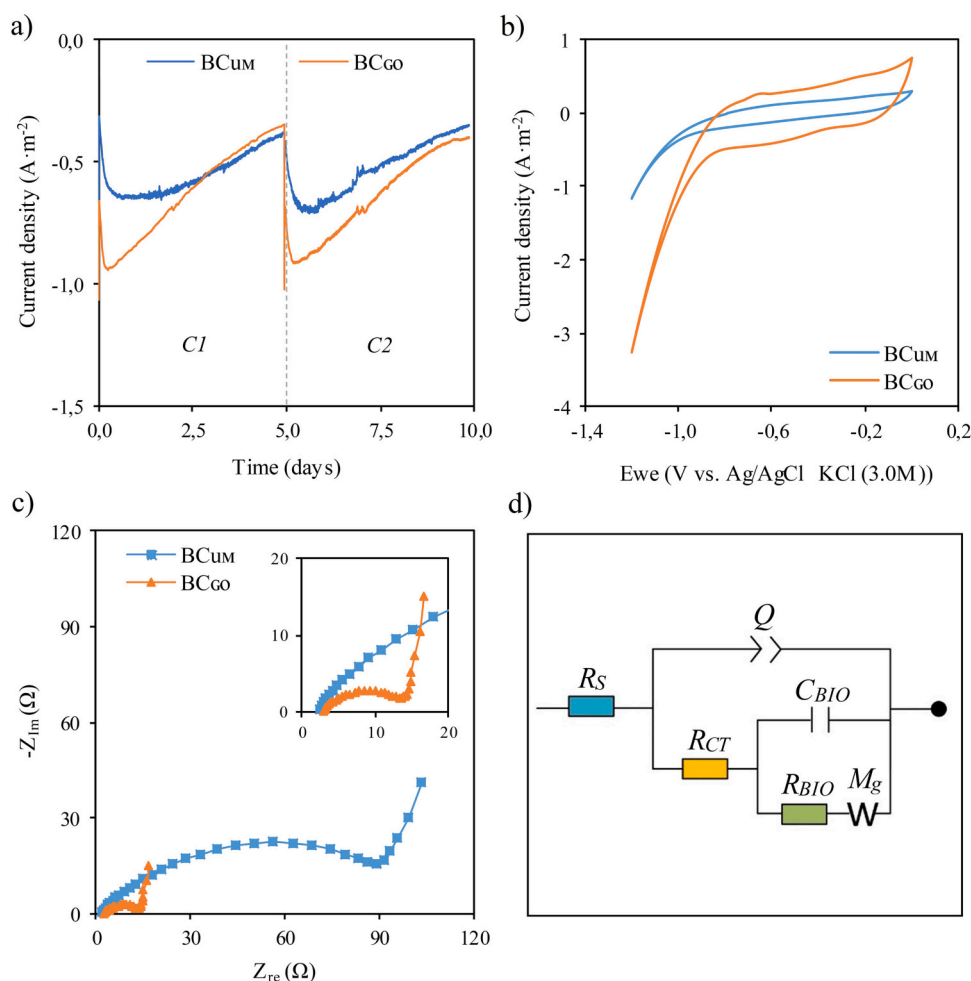 a)
0,0
-0,5
-1,0
-1,5
Current density (A·m⁻²)
BCUM
BCGO
C1
C2
0,0
2,5
5,0
7,5
10,0
Time (days)
b)
1
0
-1
-2
-3
-4
Current density (A·m⁻²)
BCUM
BCGO
-1,4
-1,0
-0,6
-0,2
0,2
Ewe (V vs. Ag/AgCl KCl (3.0M))
c)
120
90
60
30
0
-ZIm (Ω)
BCUM
BCGO
20
10
0
0
10
20
0
30
60
90
120
Zre (Ω)
d)
Q
RS
CBIO
RCT
RBIO
Mg